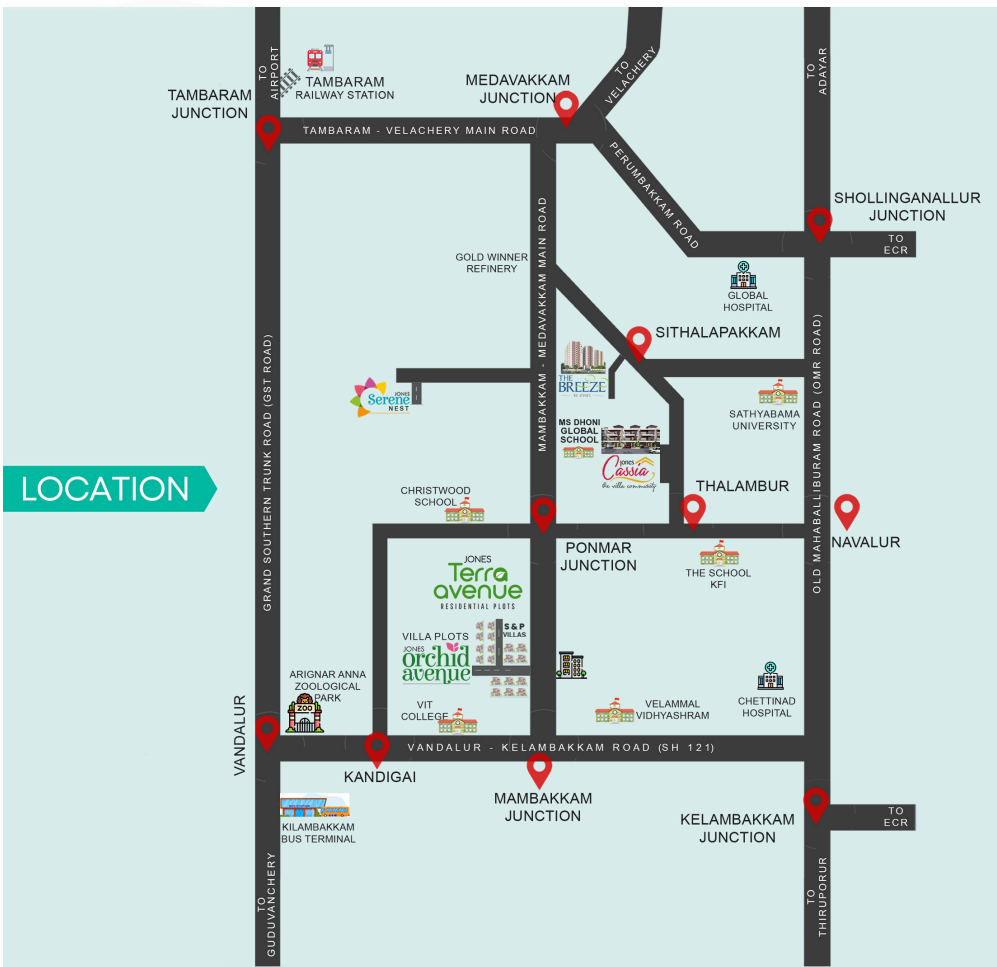 TO
AIRPORT
TAMBARAM
RAILWAY STATION
TAMBARAM
JUNCTION
MEDAVAKKAM
JUNCTION
TO
VELACHERY
TO
ADAYAR
TAMBARAM - VELACHERY MAIN ROAD
PERUMBAKKAM ROAD
SHOLLINGANALLUR
JUNCTION
TO
ECR
GOLD WINNER
REFINERY
MAMBAKKAM - MEDAVAKKAM MAIN ROAD
GLOBAL
HOSPITAL
SITHALAPAKKAM
GRAND SOUTHERN TRUNK ROAD (GST ROAD)
OLD MAHABALLIBURAM ROAD (OMR ROAD)
JONES
Serene
NEST
THE
BREEZE
BY JONES
SATHYABAMA
UNIVERSITY
MS DHONI
GLOBAL
SCHOOL
jones
Cassia
the villa community
LOCATION
CHRISTWOOD
SCHOOL
THALAMBUR
NAVALUR
PONMAR
JUNCTION
THE SCHOOL
KFI
JONES
Terra
avenue
RESIDENTIAL PLOTS
S & P
VILLAS
VILLA PLOTS
JONES
orchid
avenue
ARIGNAR ANNA
ZOOLOGICAL
PARK
ZOO
VIT
COLLEGE
VELAMMAL
VIDHYASHRAM
CHETTINAD
HOSPITAL
VANDALUR
VANDALUR - KELAMBAKKAM ROAD (SH 121)
KANDIGAI
MAMBAKKAM
JUNCTION
KELAMBAKKAM
JUNCTION
TO
ECR
KILAMBAKKAM
BUS TERMINAL
TO
GUDUVANCHERY
TO
THIRUPORUR